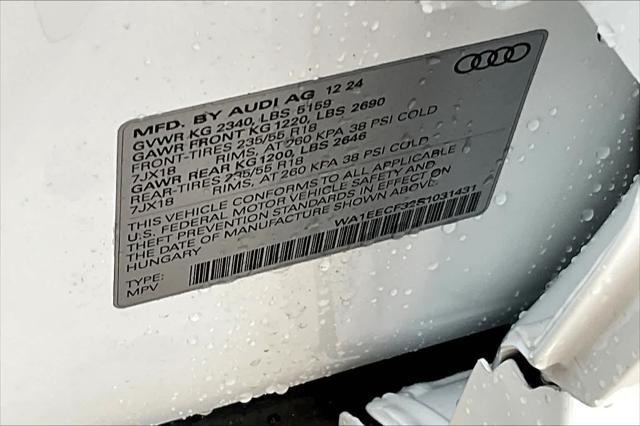 MFD. BY AUDI AG 12 24
GVWR KG 2340, LBS 5159
GAWR FRONT KG 1220, LBS 2690
FRONT-TIRES 235/55 R18
7JX18 RIMS, AT 260 KPA 38 PSI COLD
GAWR REAR KG 1200, LBS 2646
REAR-TIRES 235/55 R18
7JX18 RIMS, AT 260 KPA 38 PSI COLD
THIS VEHICLE CONFORMS TO ALL APPLICABLE
U.S. FEDERAL MOTOR VEHICLE SAFETY AND
THEFT PREVENTION STANDARDS IN EFFECT ON
THE DATE OF MANUFACTURE SHOWN ABOVE.
HUNGARY
WA1EECF32S1031431
TYPE:
MPV